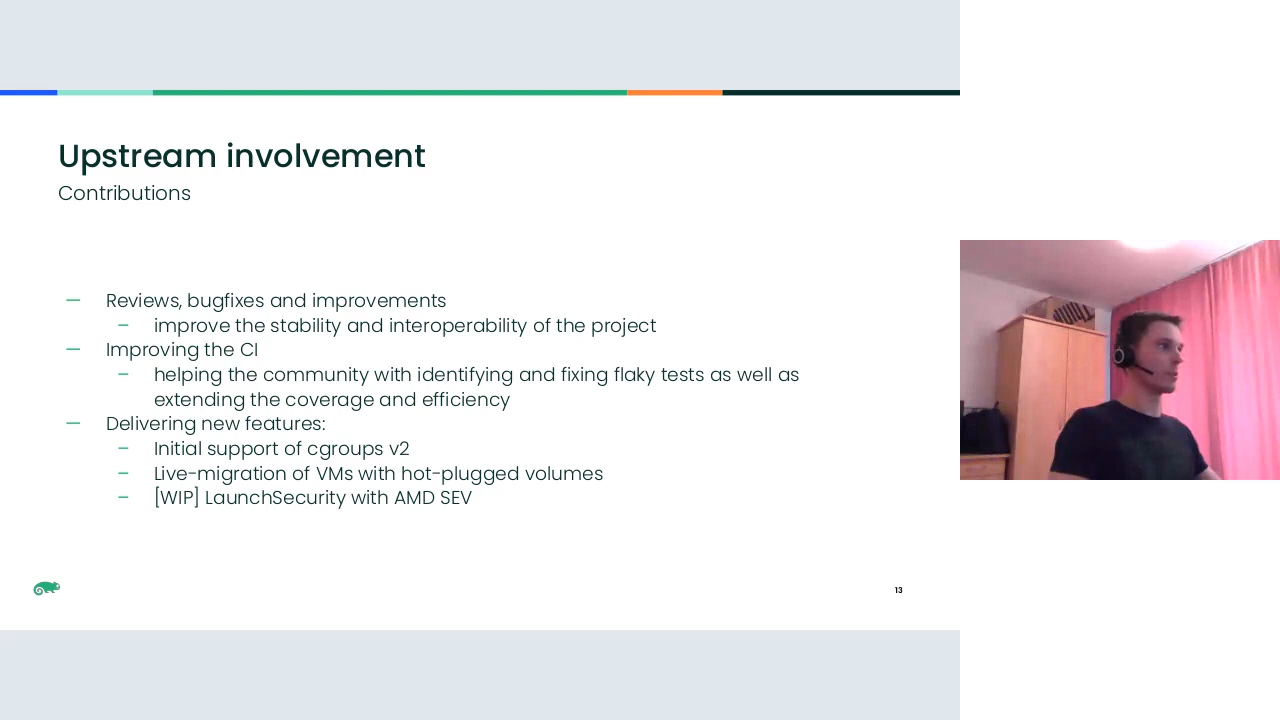 Upstream involvement
Contributions
— Reviews, bugfixes and improvements
– improve the stability and interoperability of the project
— Improving the CI
– helping the community with identifying and fixing flaky tests as well as
extending the coverage and efficiency
— Delivering new features:
– Initial support of cgroups v2
– Live-migration of VMs with hot-plugged volumes
– [WIP] LaunchSecurity with AMD SEV
13